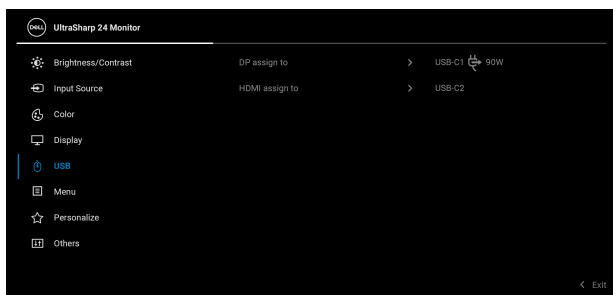 DELL UltraSharp 24 Monitor
Brightness/Contrast DP assign to > USB-C1 90W
Input Source HDMI assign to > USB-C2
Color
Display
USB
Menu
Personalize
Others
< Exit